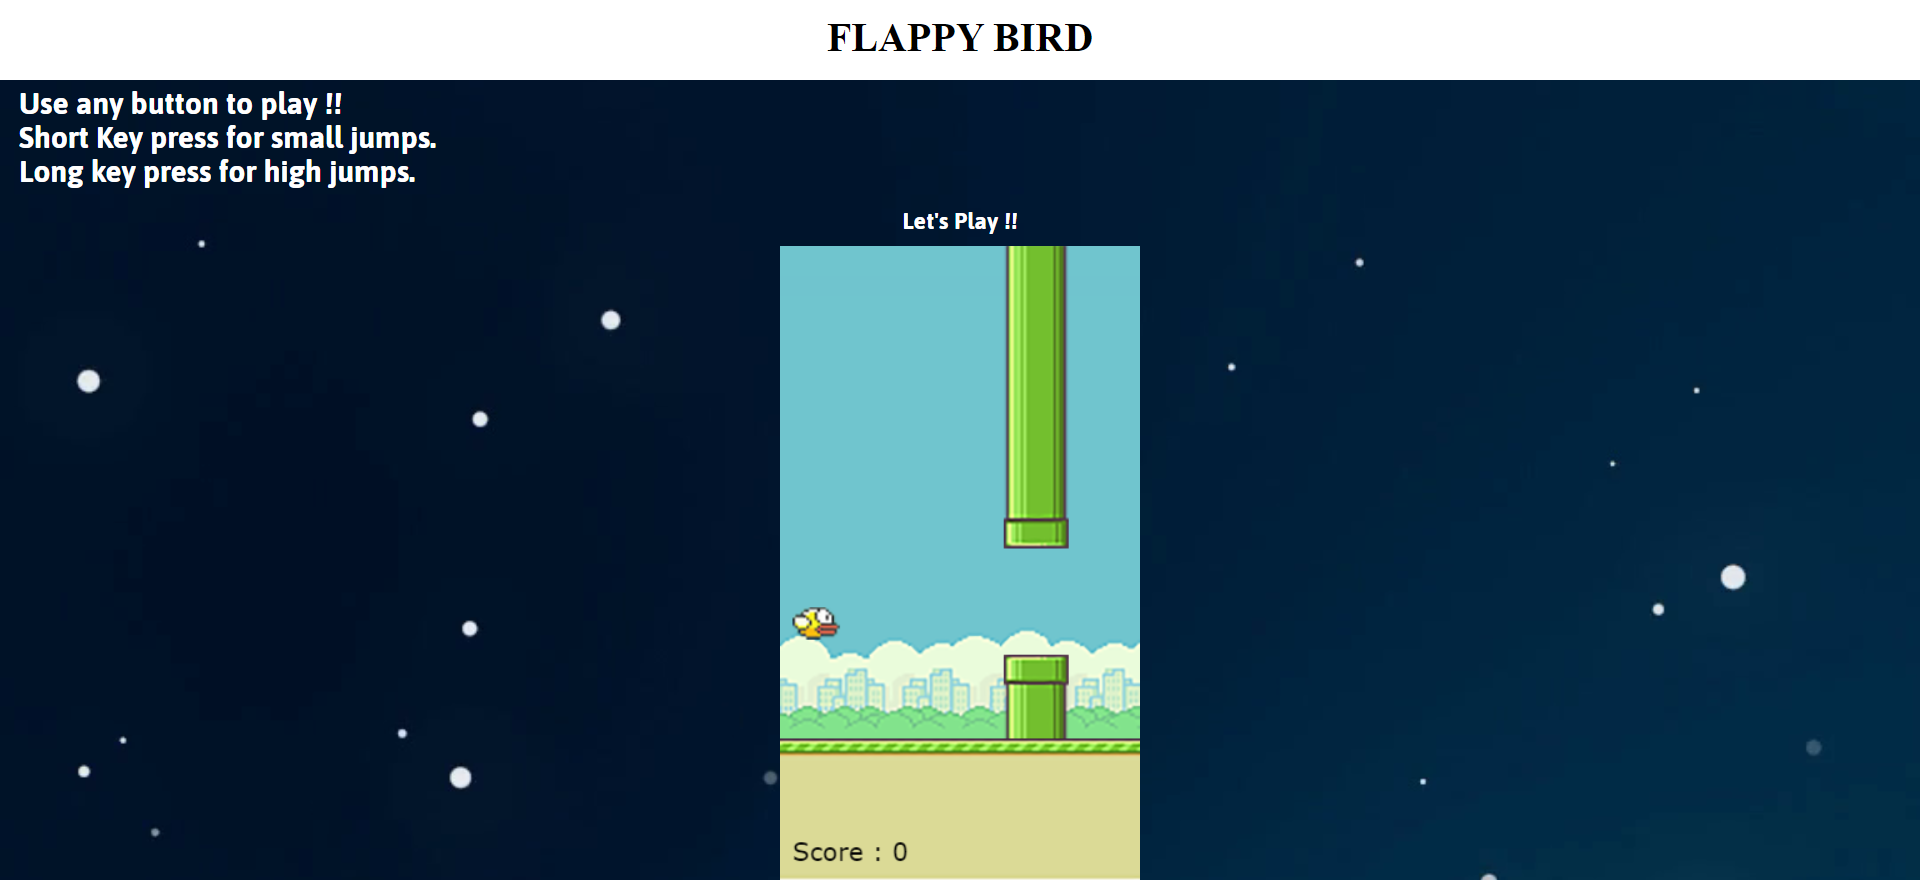 FLAPPY BIRD
Use any button to play !!
Short Key press for small jumps.
Long key press for high jumps.
Let's Play !!
Score : 0